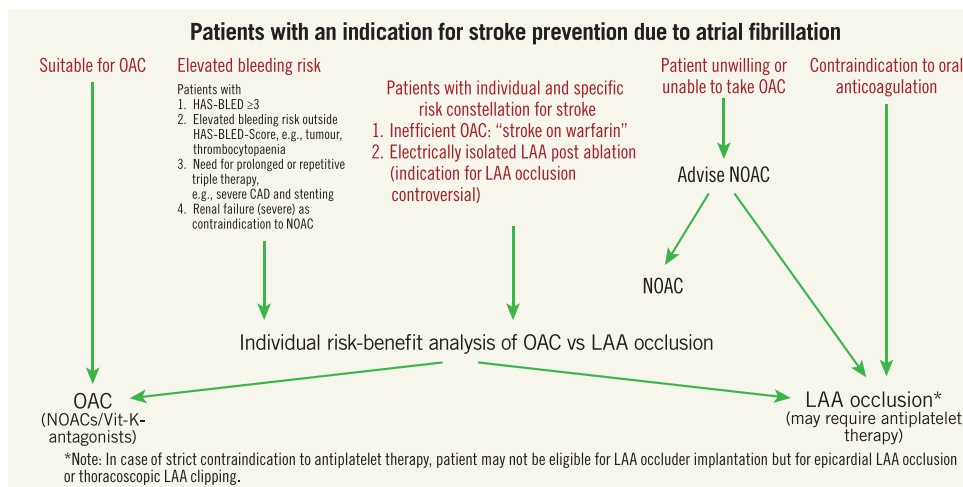 Patients with an indication for stroke prevention due to atrial fibrillation
Suitable for OAC
Elevated bleeding risk
Patients with
1. HAS-BLED ≥3
2. Elevated bleeding risk outside
HAS-BLED-Score, e.g., tumour,
thrombocytopaenia
3. Need for prolonged or repetitive
triple therapy,
e.g., severe CAD and stenting
4. Renal failure (severe) as
contraindication to NOAC
Patients with individual and specific
risk constellation for stroke
1. Inefficient OAC: “stroke on warfarin”
2. Electrically isolated LAA post ablation
(indication for LAA occlusion
controversial)
Patient unwilling or
unable to take OAC
Advise NOAC
NOAC
Contraindication to oral
anticoagulation
Individual risk-benefit analysis of OAC vs LAA occlusion
OAC
(NOACs/Vit-K-
antagonists)
LAA occlusion*
(may require antiplatelet
therapy)
*Note: In case of strict contraindication to antiplatelet therapy, patient may not be eligible for LAA occluder implantation but for epicardial LAA occlusion
or thoracoscopic LAA clipping.